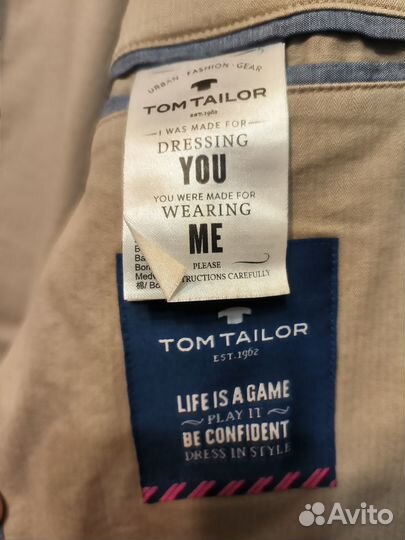 URBAN FASHION GEAR
TOM TAILOR
EST. 1962
I WAS MADE FOR
DRESSING
YOU
YOU WERE MADE FOR
WEARING
ME
PLEASE
INSTRUCTIONS CAREFULLY
棉/
TOM TAILOR
EST. 1962
LIFE IS A GAME
PLAY IT
BE CONFIDENT
DRESS IN STYLE
Avito